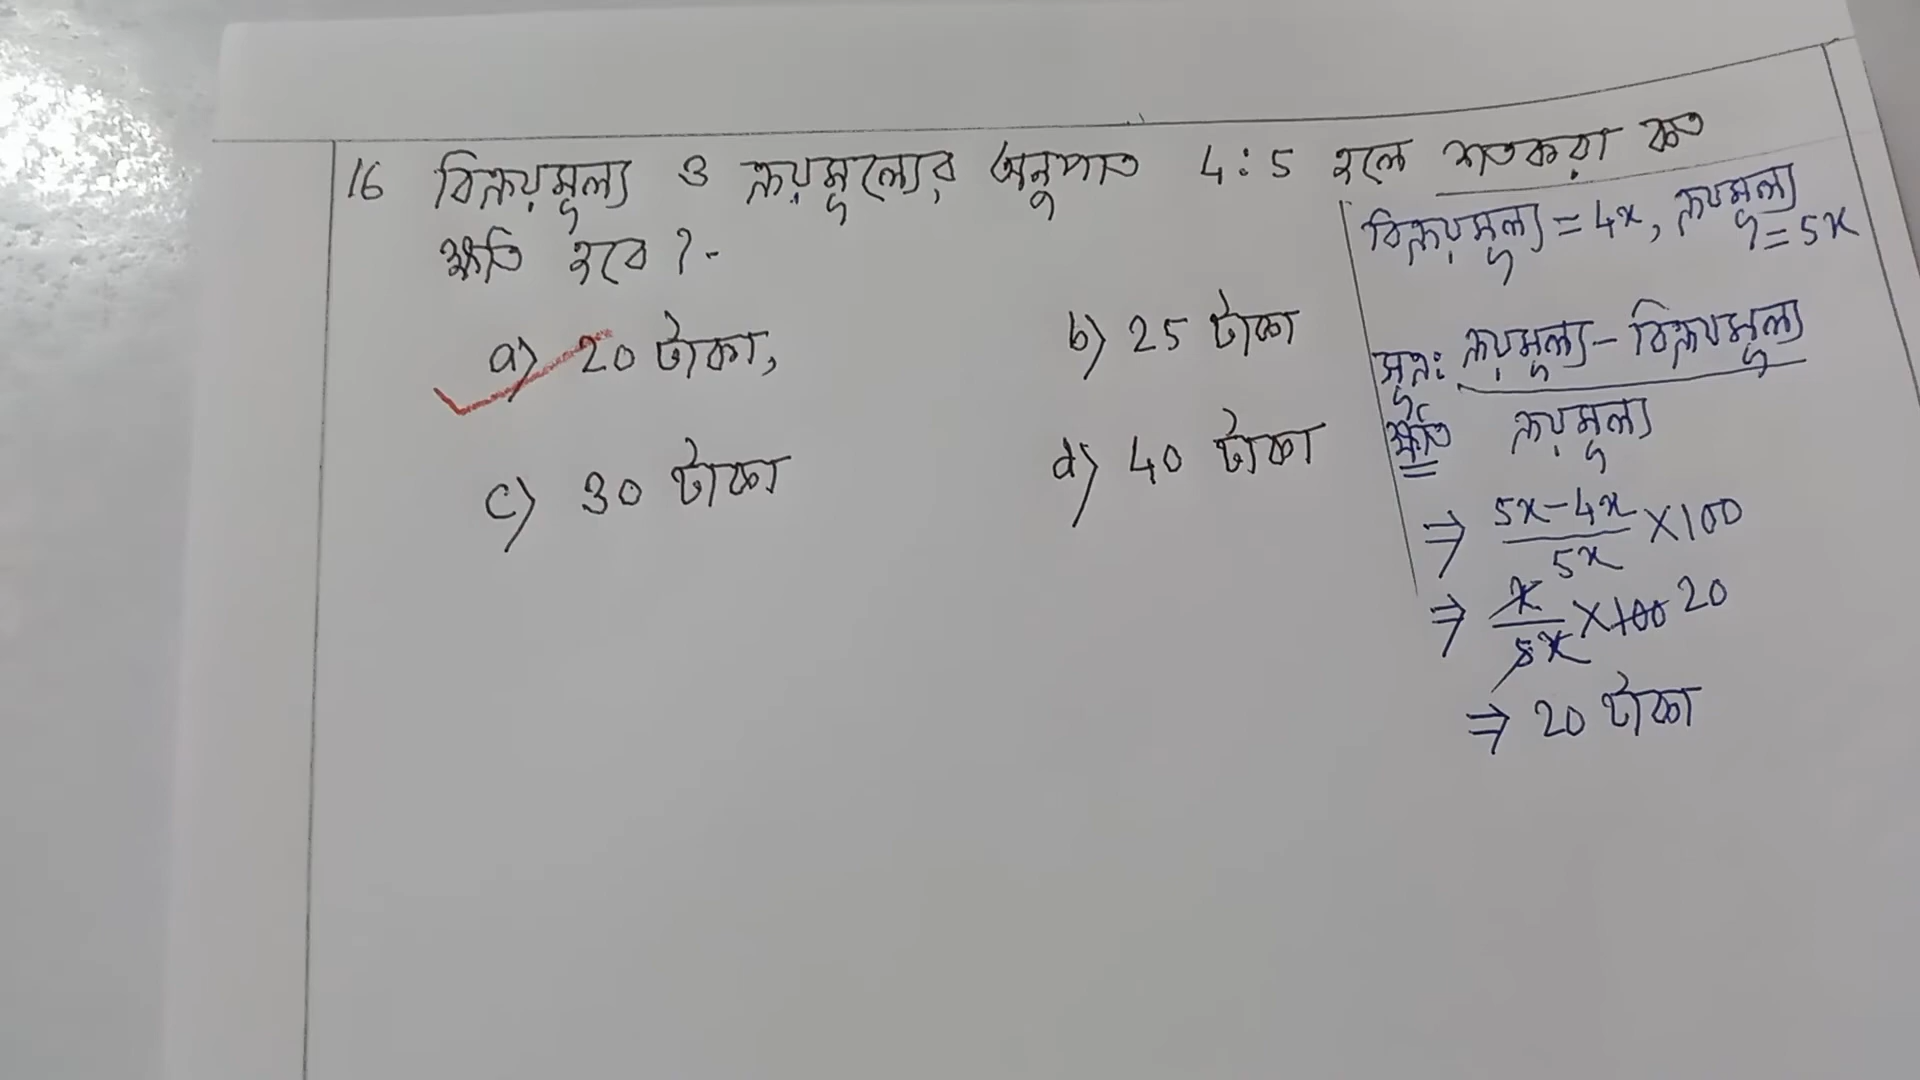 16 বিক্রয়মূল্য ও ক্রয়মূল্যের অনুপাত 4:5 হলে শতকরা কত
ক্ষতি হবে ?-
a) 20 টাকা,
b) 25 টাকা
c) 30 টাকা
d) 40 টাকা
বিক্রয়মূল্য = 4x, ক্রয়মূল্য
= 5x
সূত্র: ক্রয়মূল্য - বিক্রয়মূল্য
ক্ষতি ক্রয়মূল্য
⇒ 5x-4x/5x ×100
⇒ x/5x ×100 20
⇒ 20 টাকা